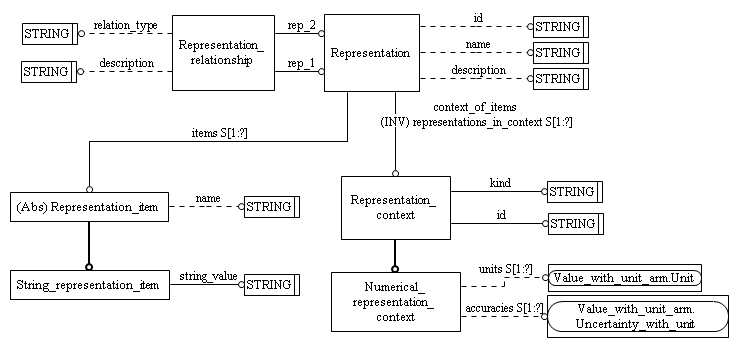 STRING
relation_type
STRING
description
Representation_
relationship
rep_2
rep_1
Representation
id
STRING
name
STRING
description
STRING
items S[1:?]
context_of_items
(INV) representations_in_context S[1:?]
(Abs) Representation_item
name
STRING
Representation_
context
kind
STRING
id
STRING
String_representation_item
string_value
STRING
Numerical_
representation_
context
units S[1:?]
Value_with_unit_arm.Unit
accuracies S[1:?]
Value_with_unit_arm.
Uncertainty_with_unit